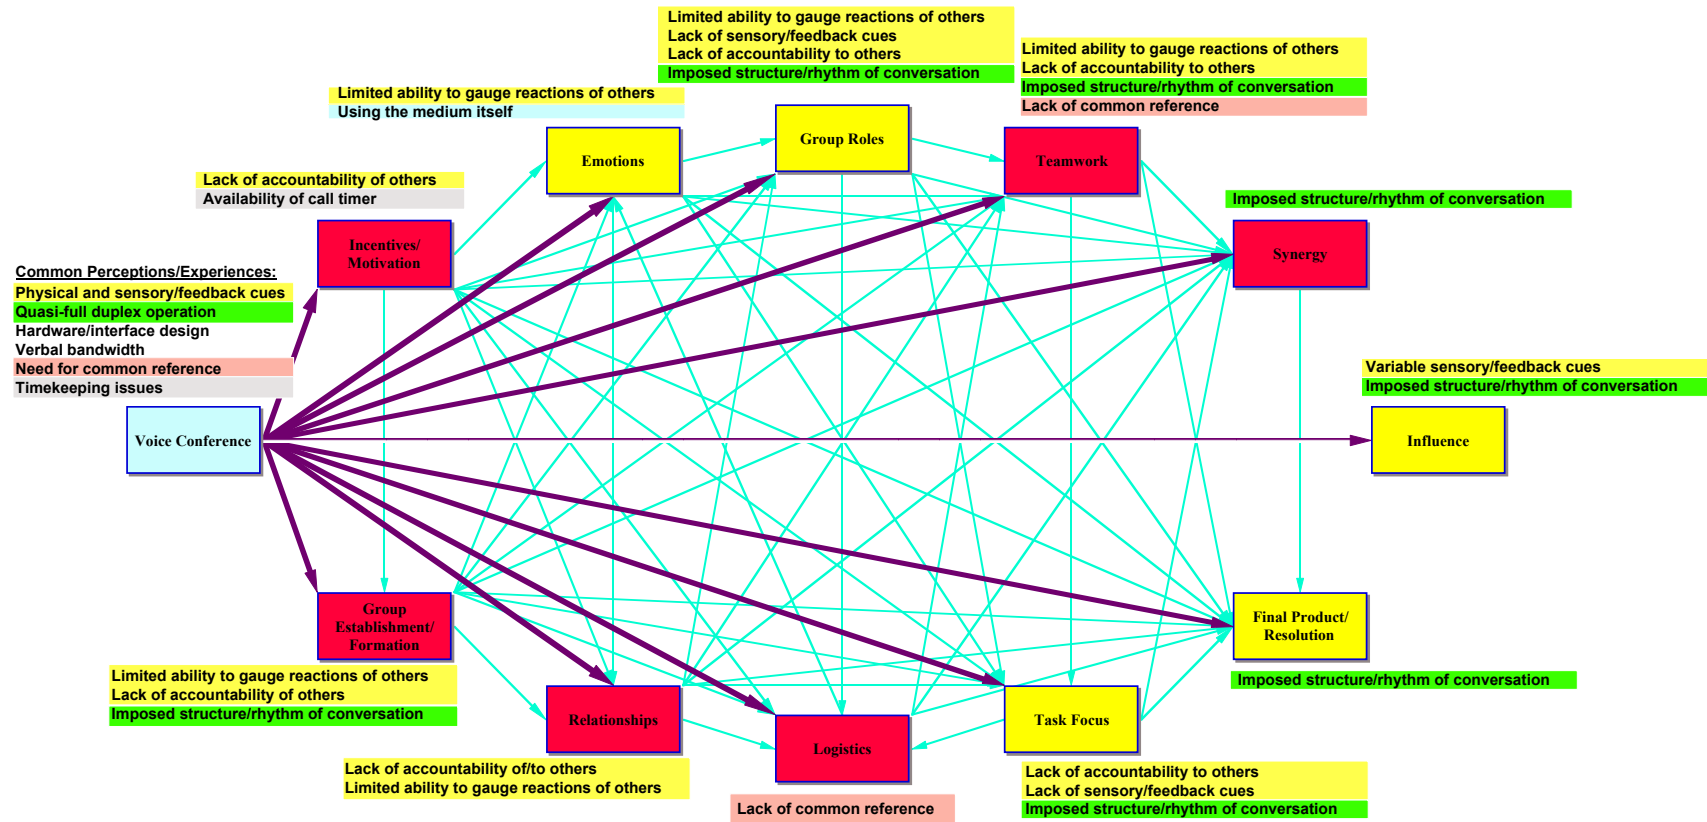 Limited ability to gauge reactions of others
Lack of sensory/feedback cues
Lack of accountability to others
Imposed structure/rhythm of conversation
Limited ability to gauge reactions of others
Lack of accountability to others
Imposed structure/rhythm of conversation
Lack of common reference
Limited ability to gauge reactions of others
Using the medium itself
Group Roles
Emotions
Teamwork
Lack of accountability of others
Availability of call timer
Imposed structure/rhythm of conversation
Incentives/
Motivation
Synergy
Common Perceptions/Experiences:
Physical and sensory/feedback cues
Quasi-full duplex operation
Hardware/interface design
Verbal bandwidth
Need for common reference
Timekeeping issues
Variable sensory/feedback cues
Imposed structure/rhythm of conversation
Voice Conference
Influence
Group
Establishment/
Formation
Final Product/
Resolution
Limited ability to gauge reactions of others
Lack of accountability of others
Imposed structure/rhythm of conversation
Imposed structure/rhythm of conversation
Relationships
Logistics
Task Focus
Lack of accountability of/to others
Limited ability to gauge reactions of others
Lack of common reference
Lack of accountability to others
Lack of sensory/feedback cues
Imposed structure/rhythm of conversation